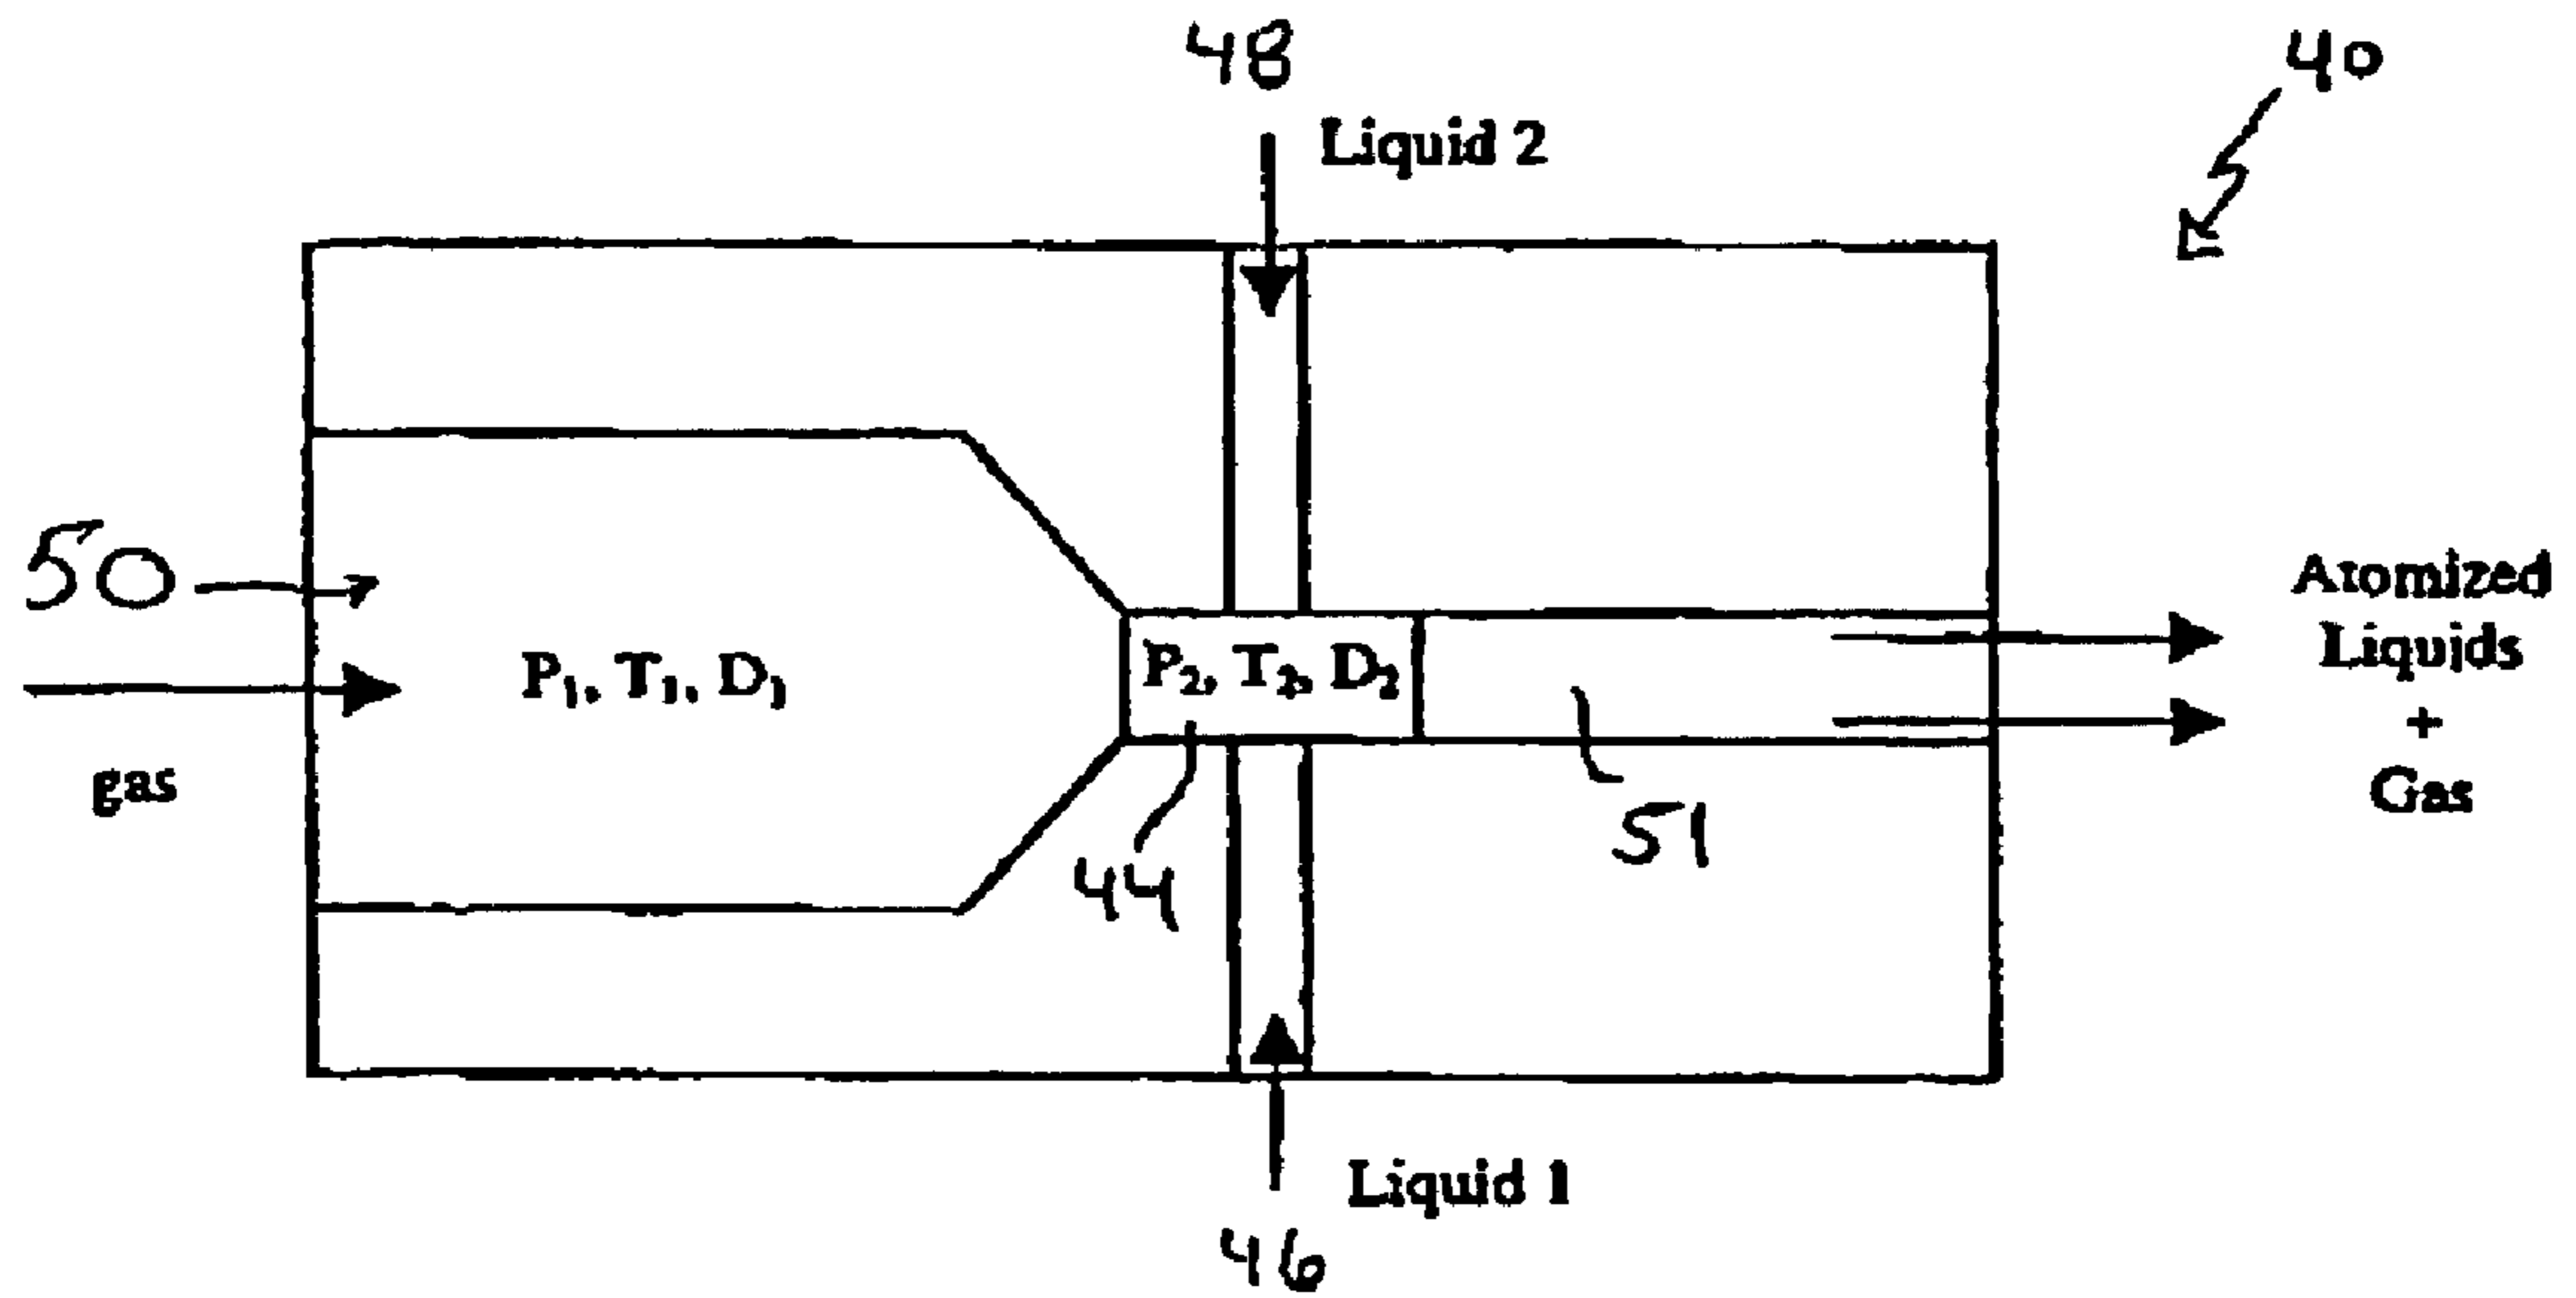 48
40
Liquid 2
50
P₁, T₁, D₁
P₂, T₂, D₂
Atomized
Liquids
+
Gas
gas
51
44
Liquid 1
46